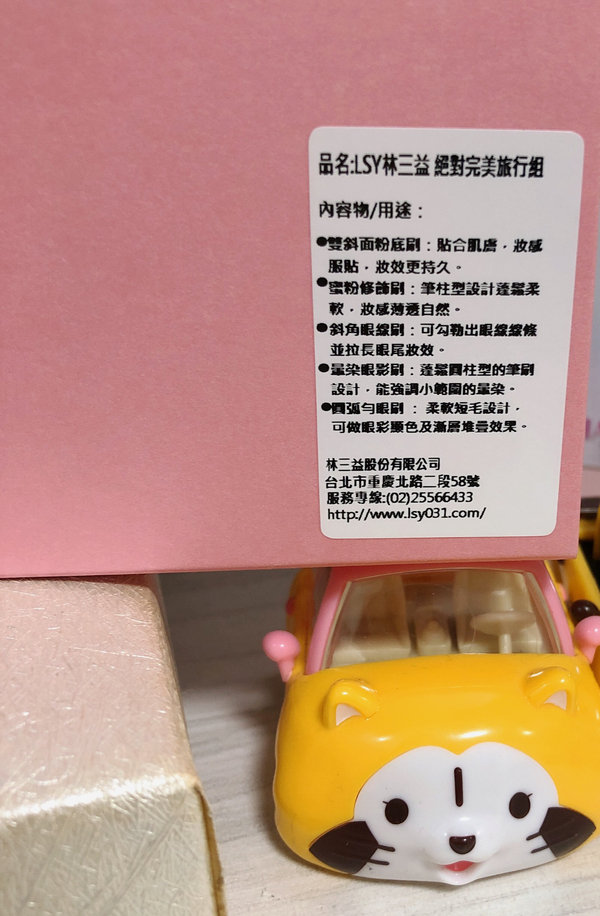 品名:LSY林三益 絕對完美旅行組
內容物/用途：
●雙斜面粉底刷：貼合肌膚，妝感
服貼，妝效更持久。
●蜜粉修飾刷：筆柱型設計蓬鬆柔
軟，妝感薄透自然。
●斜角眼線刷：可勾勒出眼線線條
並拉長眼尾妝效。
●暈染眼影刷：蓬鬆圓柱型的筆刷
設計，能強調小範圍的暈染。
●圓弧勻眼刷： 柔軟短毛設計，
可做眼彩顯色及漸層堆疊效果。
林三益股份有限公司
台北市重慶北路二段58號
服務專線:(02)25566433
http://www.lsy031.com/